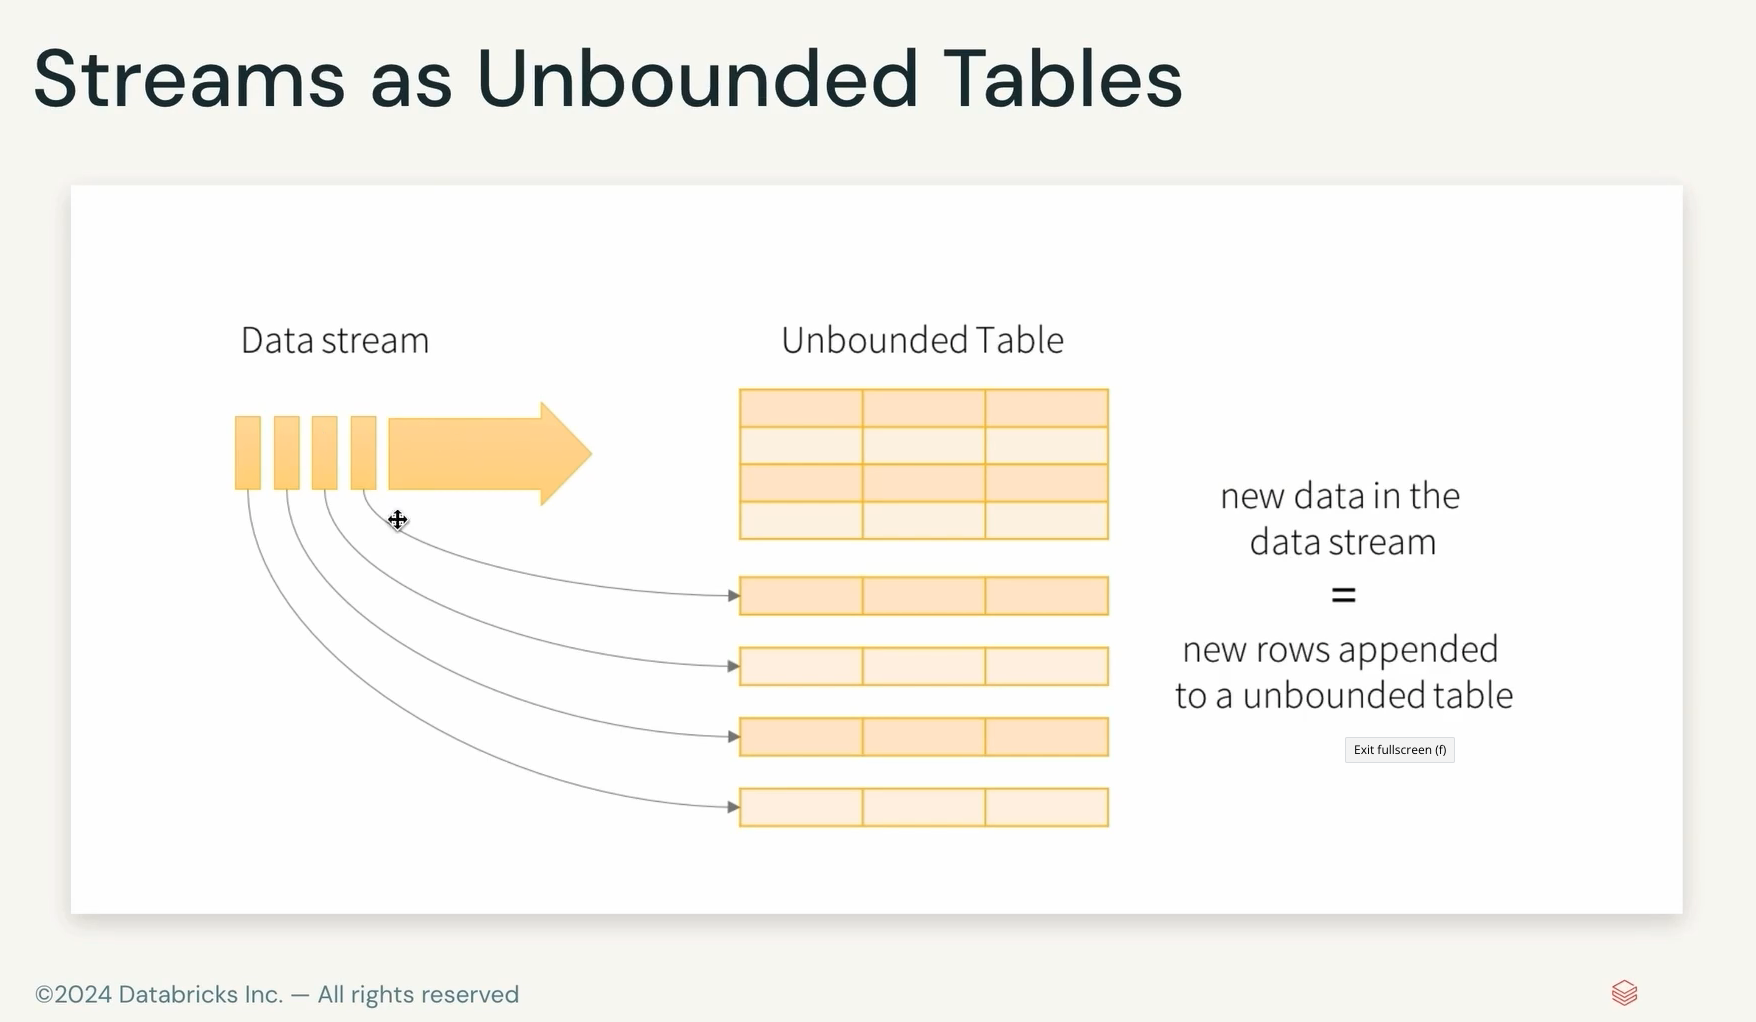 Streams as Unbounded Tables
Data stream
Unbounded Table
new data in the
data stream
=
new rows appended
to a unbounded table
Exit fullscreen (f)
©2024 Databricks Inc. — All rights reserved